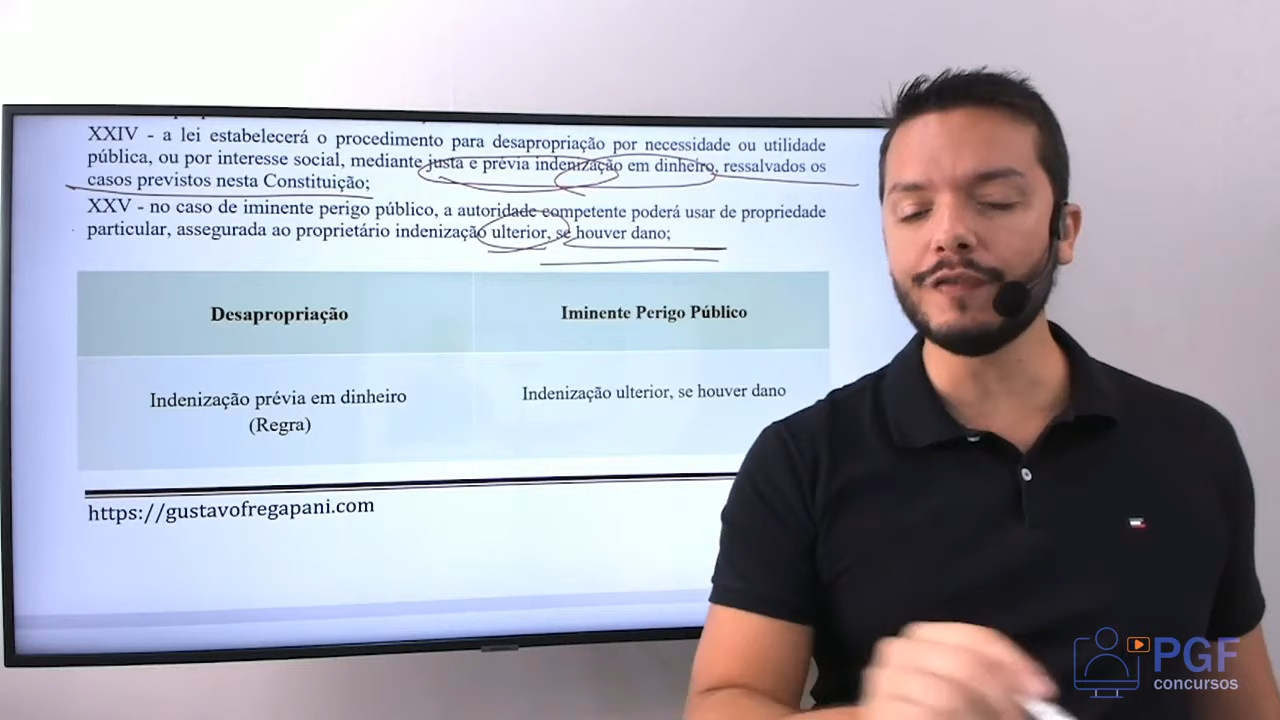 XXIV - a lei estabelecerá o procedimento para desapropriação por necessidade ou utilidade
pública, ou por interesse social, mediante justa e prévia indenização em dinheiro, ressalvados os
casos previstos nesta Constituição;
XXV - no caso de iminente perigo público, a autoridade competente poderá usar de propriedade
particular, assegurada ao proprietário indenização ulterior, se houver dano;
Desapropriação
Iminente Perigo Público
Indenização prévia em dinheiro
(Regra)
Indenização ulterior, se houver dano
https://gustavofregapani.com
PGF
concursos